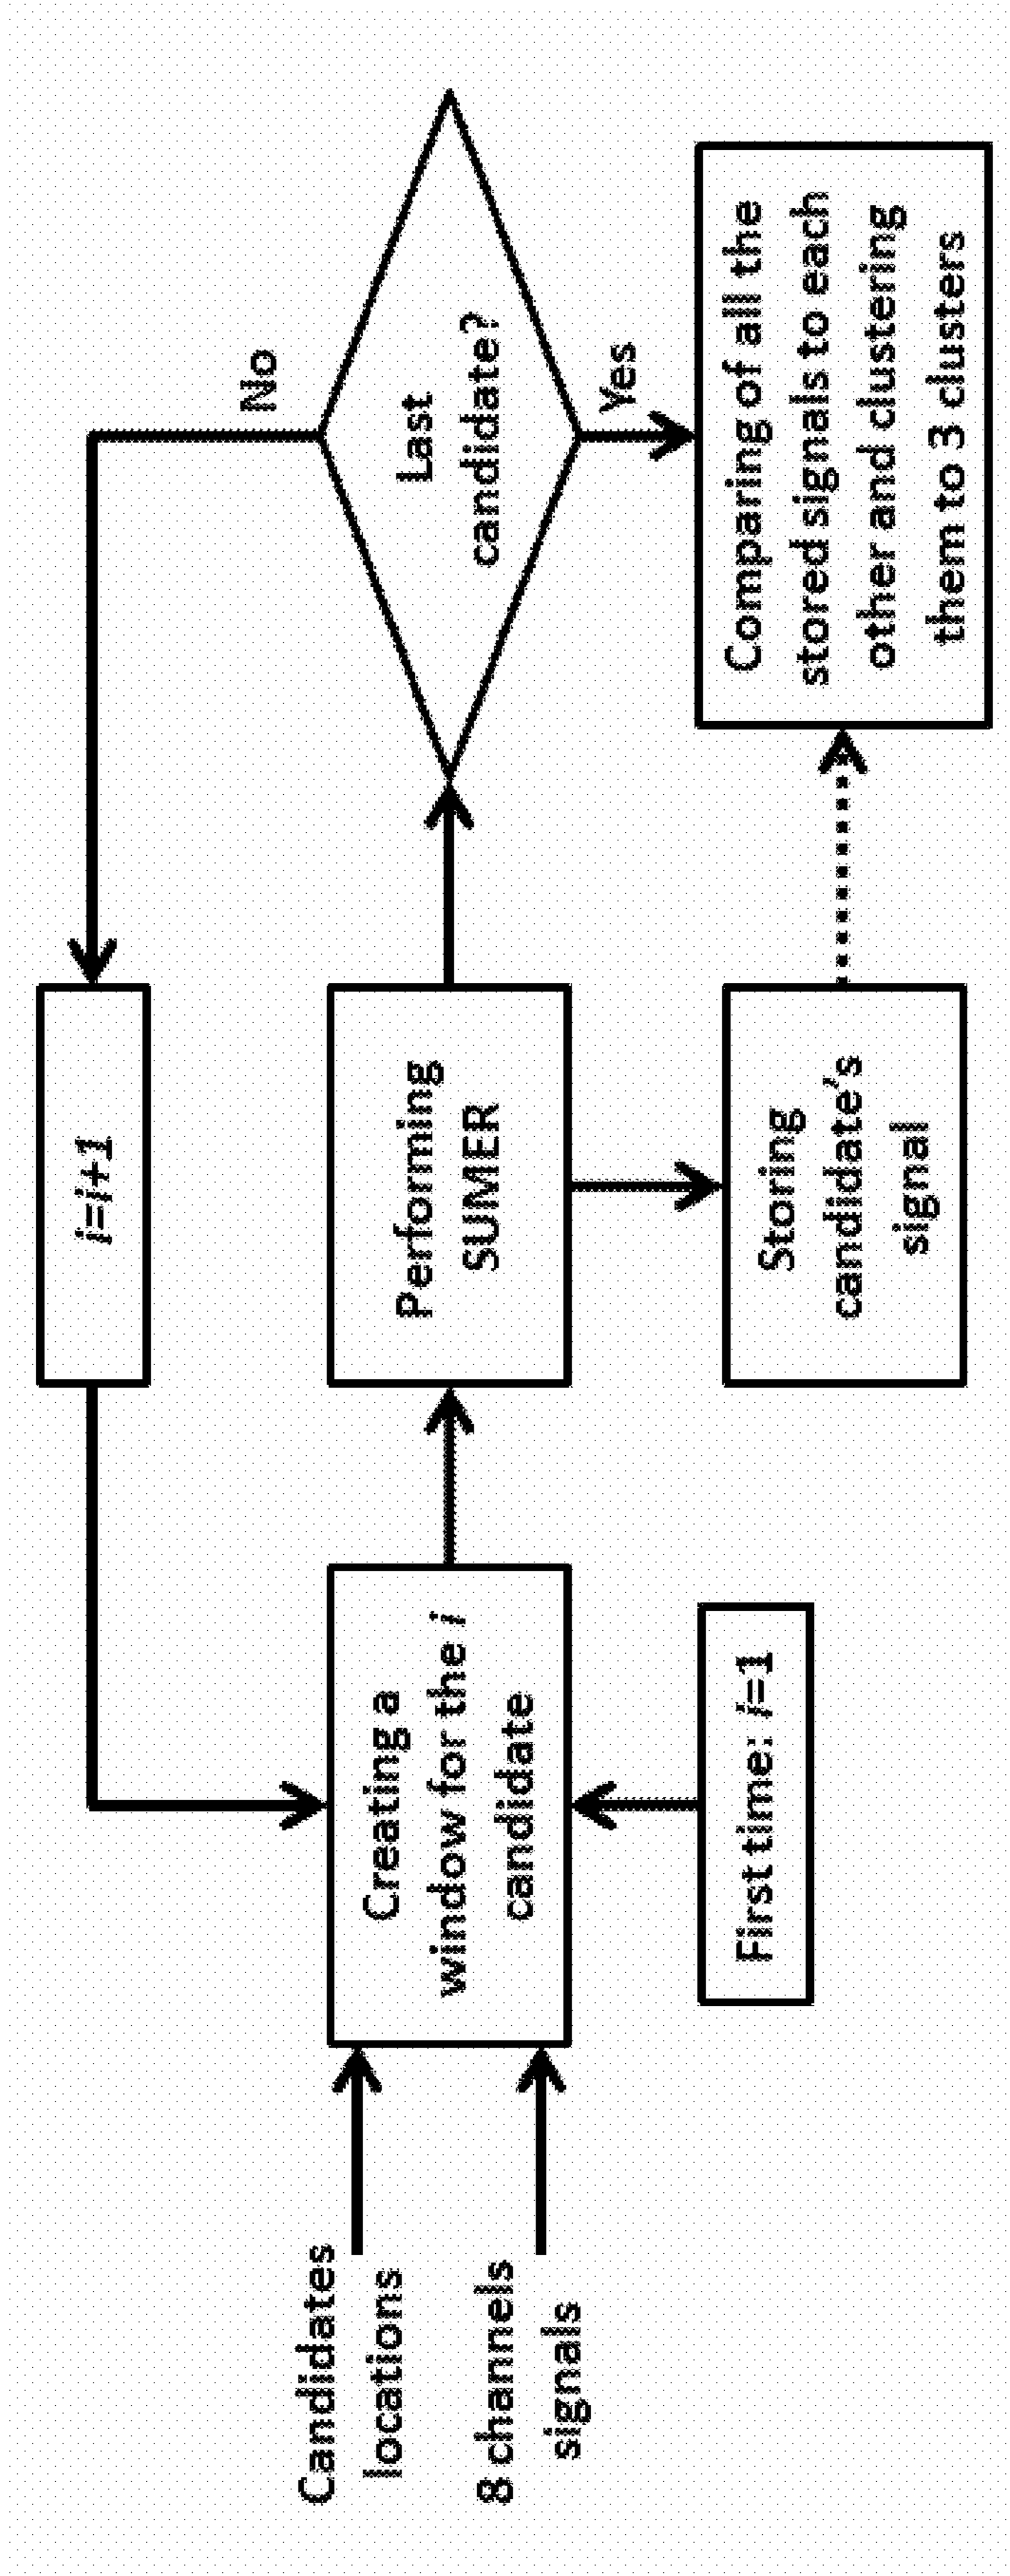 Candidates
locations
8 channels
signals
Creating a
window for the i
candidate
First time: i=1
i=i+1
Performing
SUMER
Storing
candidate's
signal
Last
candidate?
No
Yes
Comparing of all the
stored signals to each
other and clustering
them to 3 clusters